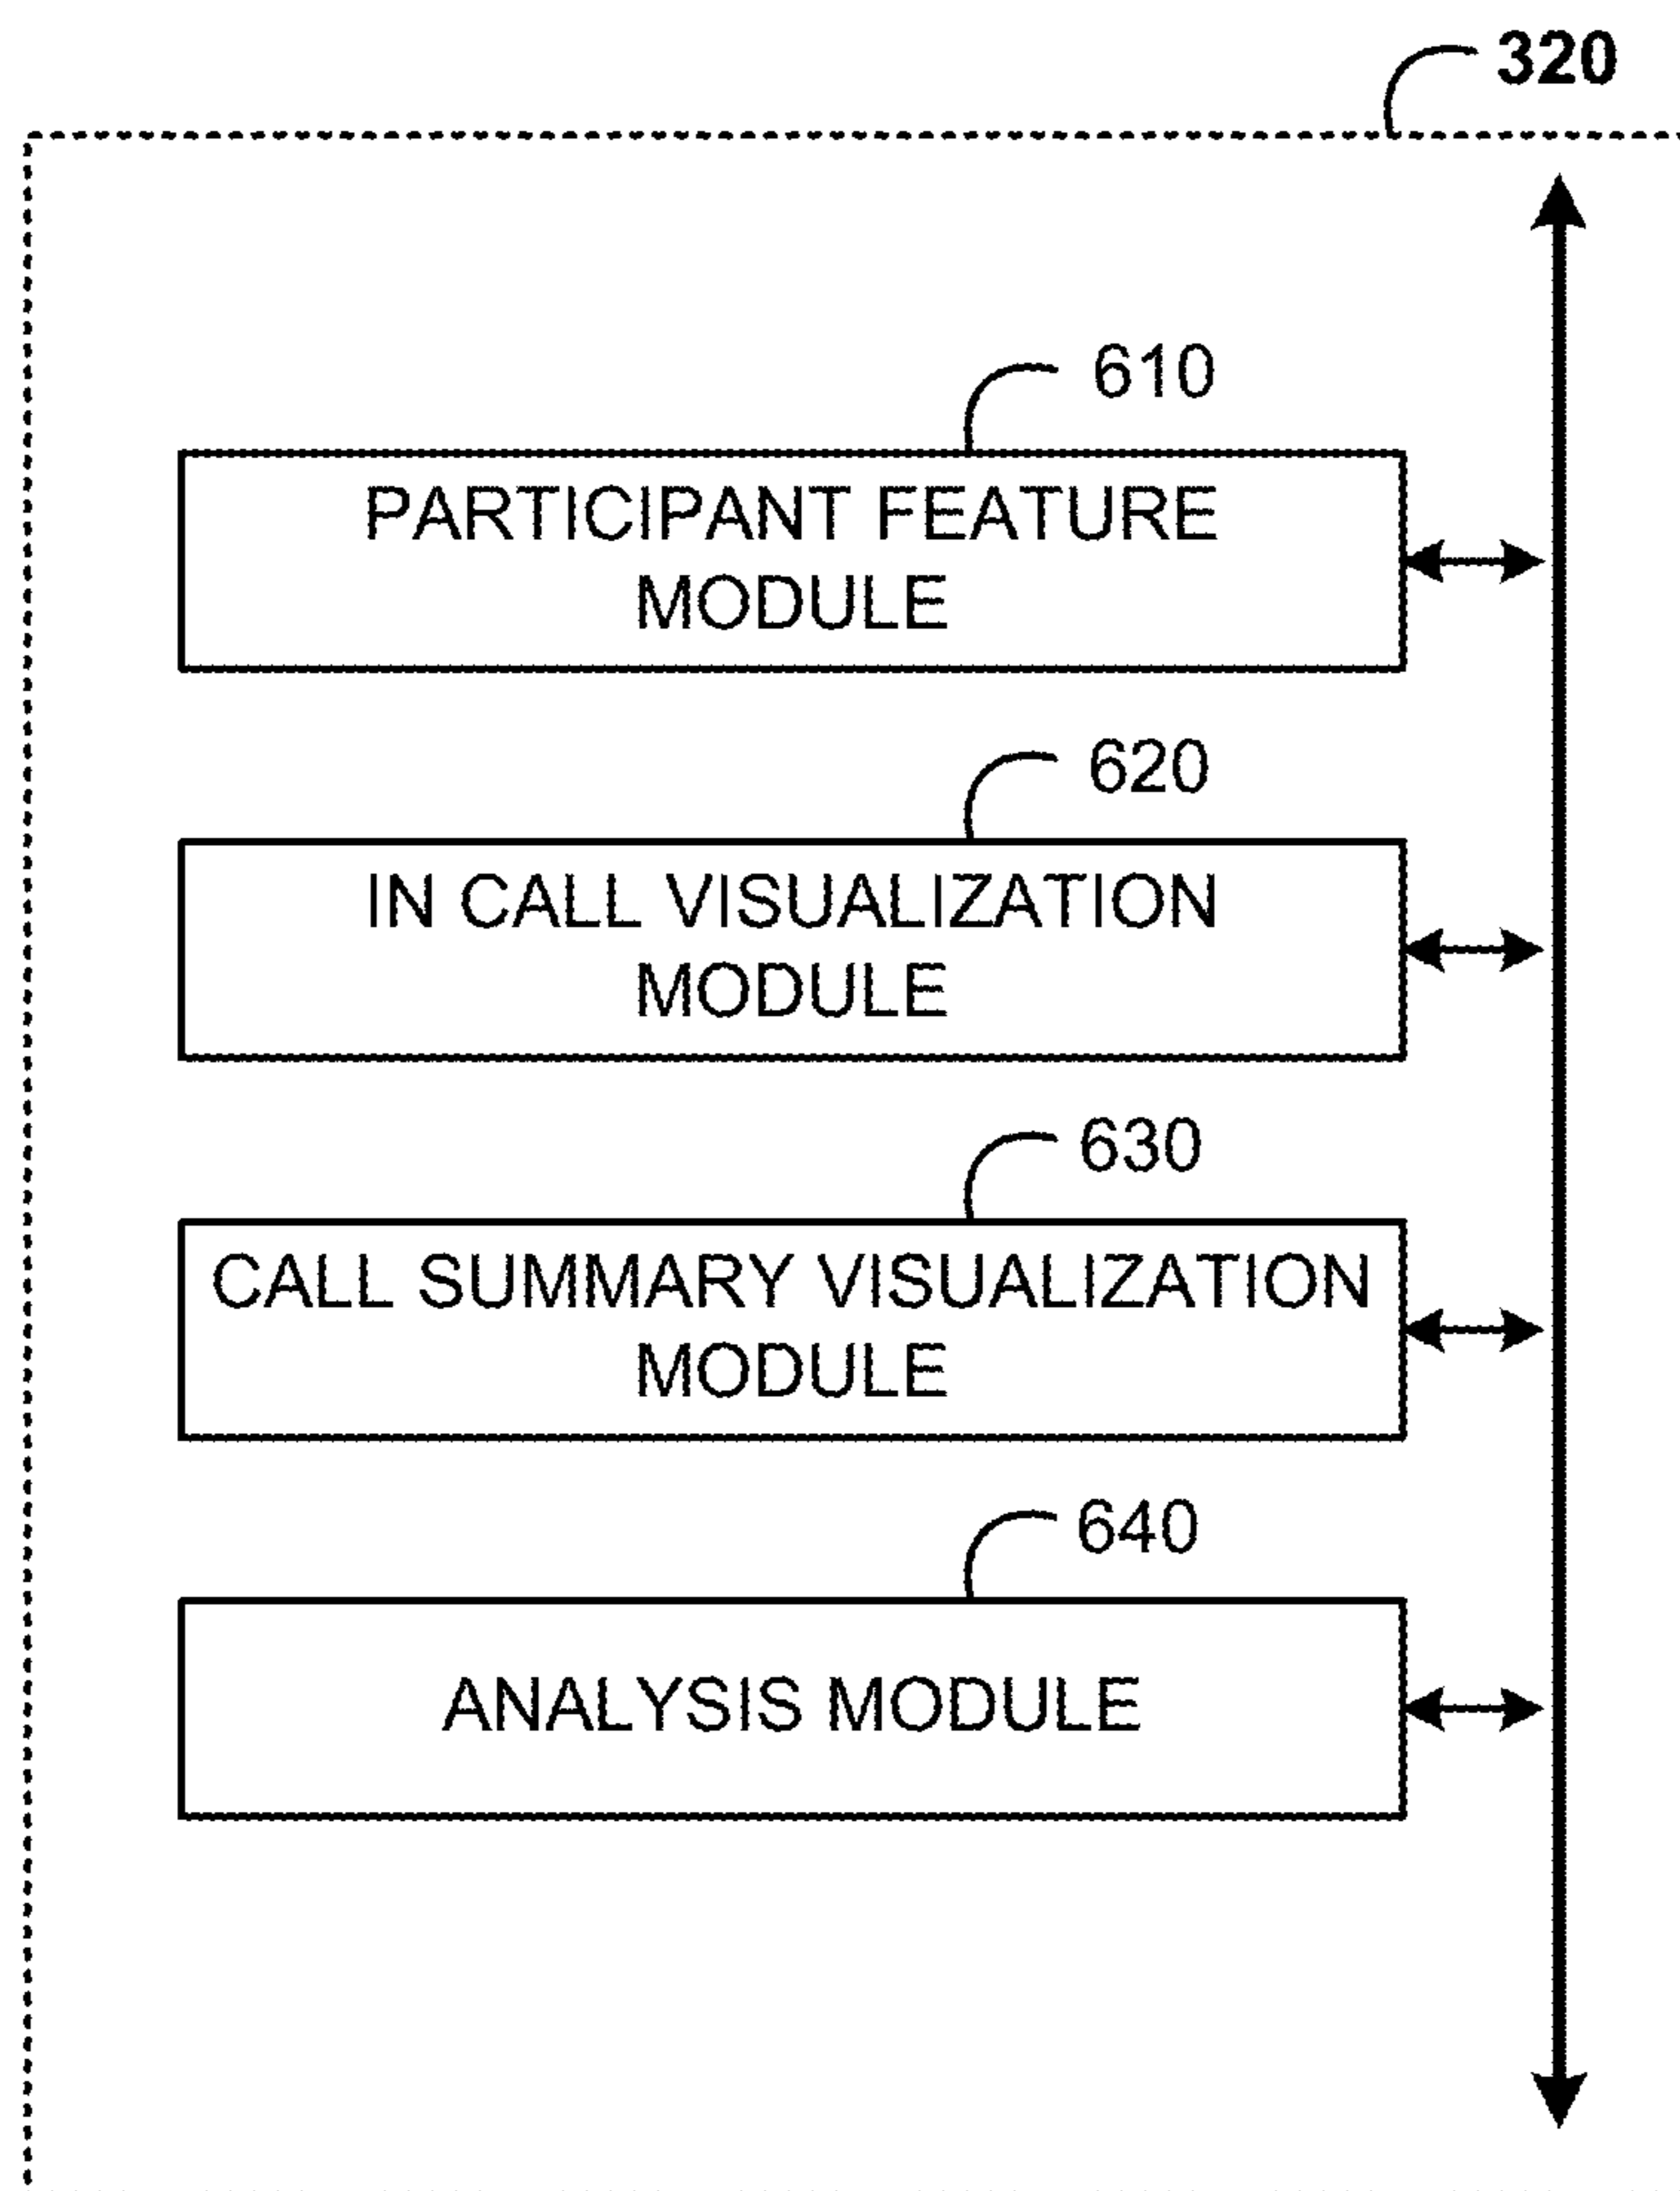 320
610
PARTICIPANT FEATURE
MODULE
620
IN CALL VISUALIZATION
MODULE
630
CALL SUMMARY VISUALIZATION
MODULE
640
ANALYSIS MODULE